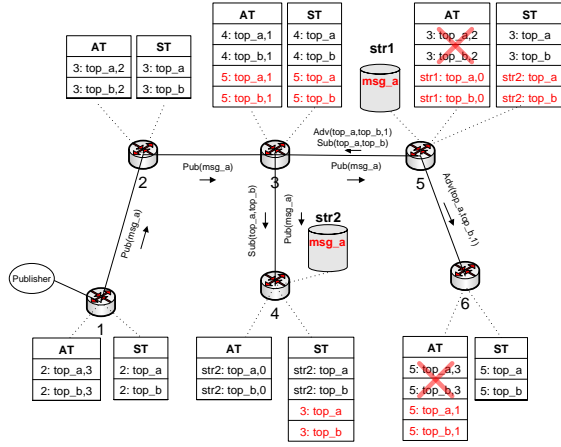 AT ST
3: top_a,2 3: top_a
3: top_b,2 3: top_b
AT ST
4: top_a,1 4: top_a
4: top_b,1 4: top_b
5: top_a,1 5: top_a
5: top_b,1 5: top_b
str1
msg_a
AT ST
3: top_a,2 3: top_a
3: top_b,2 3: top_b
str1: top_a,0 str2: top_a
str1: top_b,0 str2: top_b
Adv(top_a,top_b,1)
Sub(top_a,top_b)
2
Pub(msg_a)
3
Pub(msg_a)
5
Pub(msg_a)
Sub(top_a,top_b)
Pub(msg_a)
str2
msg_a
Adv(top_a,top_b,1)
Publisher
1
4
6
AT ST
2: top_a,3 2: top_a
2: top_b,3 2: top_b
AT ST
str2: top_a,0 str2: top_a
str2: top_b,0 str2: top_b
3: top_a
3: top_b
AT ST
5: top_a,3 5: top_a
5: top_b,3 5: top_b
5: top_a,1
5: top_b,1